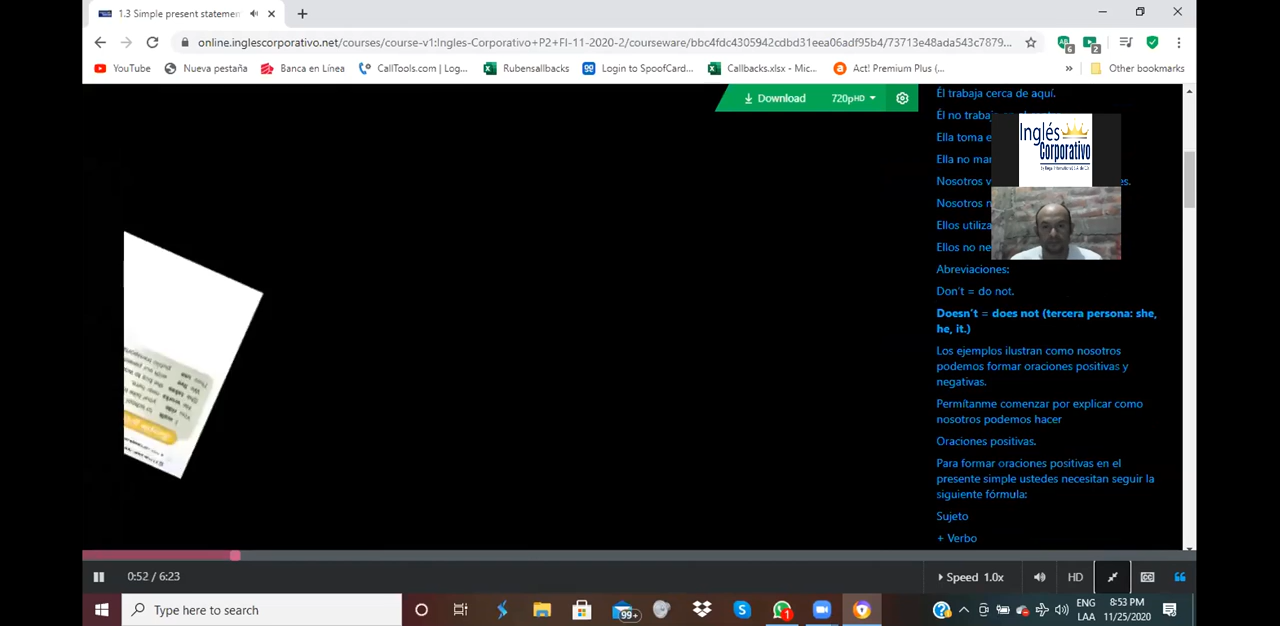 1.3 Simple present statemen
online.inglescorporativo.net/courses/course-v1:Ingles-Corporativo+P2+FI-11-2020-2/courseware/bbc4fdc4305942cdbd31eea06adf95b4/73713e48ada543c7879...
YouTube Nueva pestaña Banca en Línea CallTools.com | Log... Rubensallbacks Login to SpoofCard... Callbacks.xlsx - Mic... Act! Premium Plus (... » Other bookmarks
Download 720pHD
Él trabaja cerca de aquí.
Él no trabaj
Ella toma e
Ella no man
Nosotros v es.
Nosotros n
Ellos utiliza
Ellos no ne
Inglés
Corporativo
Abreviaciones:
Don't = do not.
Doesn't = does not (tercera persona: she,
he, it.)
Los ejemplos ilustran como nosotros
podemos formar oraciones positivas y
negativas.
Permítanme comenzar por explicar como
nosotros podemos hacer
Oraciones positivas.
Para formar oraciones positivas en el
presente simple ustedes necesitan seguir la
siguiente fórmula:
Sujeto
+ Verbo
0:52 / 6:23 Speed 1.0x HD
Type here to search 99+ 1 ENG 8:53 PM
LAA 11/25/2020